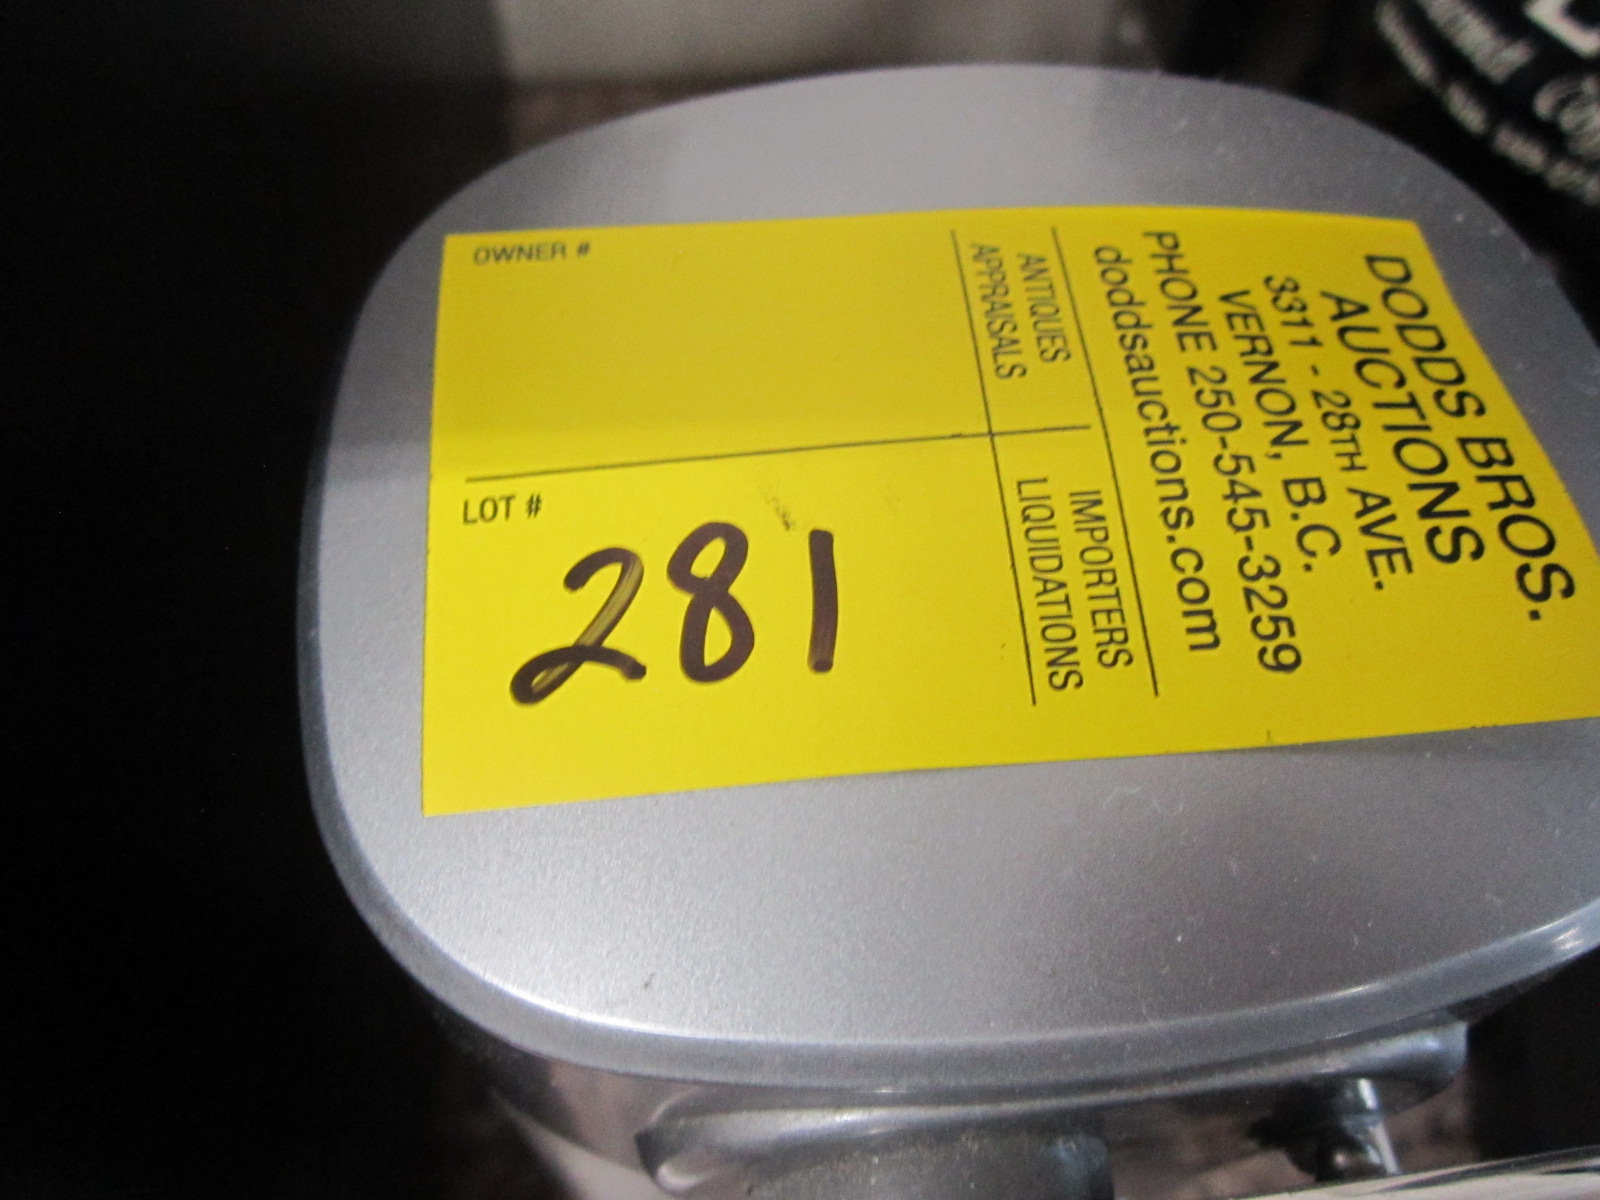 DODDS BROS.
AUCTIONS
3311 - 28TH AVE.
VERNON, B.C.
PHONE 250-545-3259
doddsauctions.com
ANTIQUES
APPRAISALS
IMPORTERS
LIQUIDATIONS
OWNER #
LOT #
281